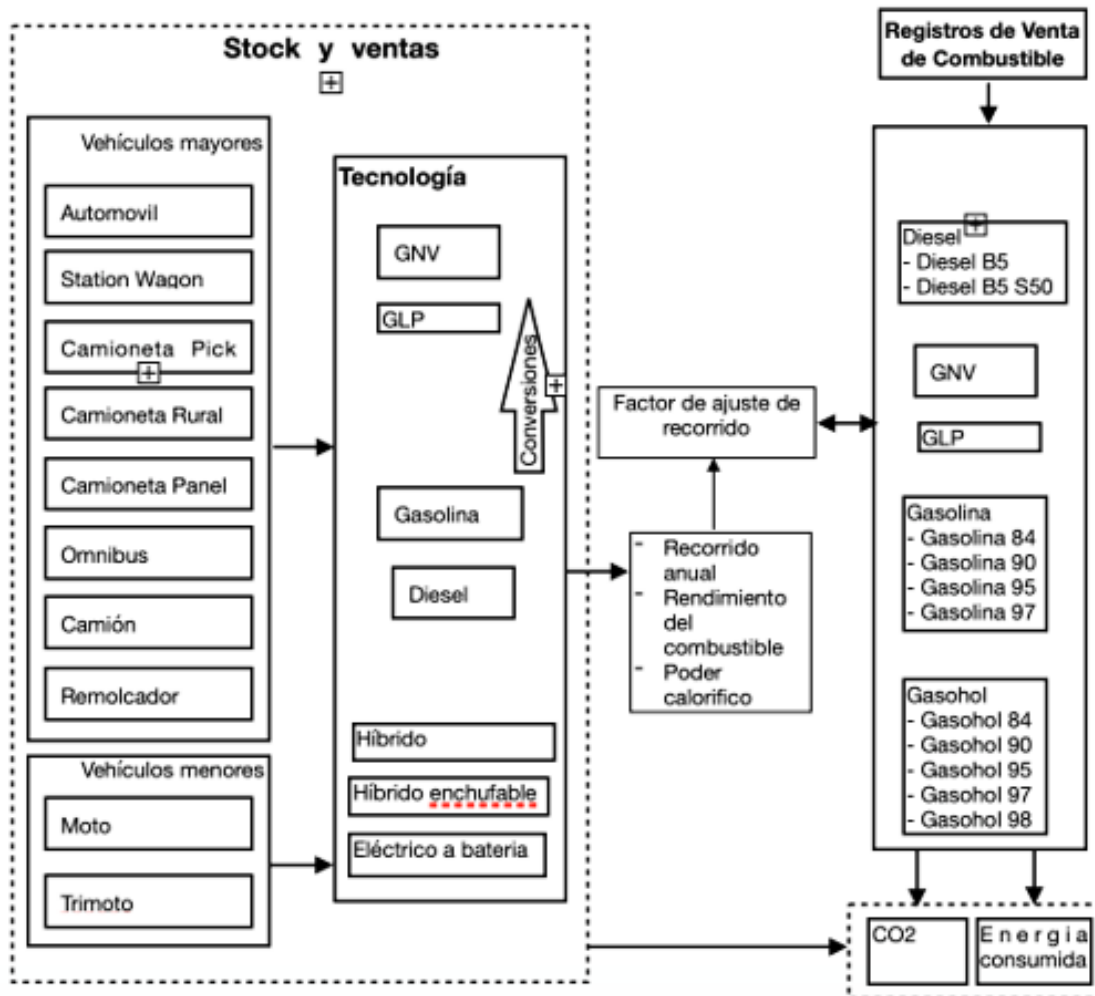 Stock y ventas
Vehículos mayores
Automovil
Station Wagon
Camioneta Pick
Camioneta Rural
Camioneta Panel
Omnibus
Camión
Remolcador
Vehículos menores
Moto
Trimoto
Tecnología
GNV
GLP
Conversiones
Gasolina
Diesel
Híbrido
Híbrido enchufable
Eléctrico a bateria
Factor de ajuste de
recorrido
- Recorrido
anual
- Rendimiento
del
combustible
- Poder
calorifico
Registros de Venta
de Combustible
Diesel
- Diesel B5
- Diesel B5 S50
GNV
GLP
Gasolina
- Gasolina 84
- Gasolina 90
- Gasolina 95
- Gasolina 97
Gasohol
- Gasohol 84
- Gasohol 90
- Gasohol 95
- Gasohol 97
- Gasohol 98
CO2
Energia
consumida